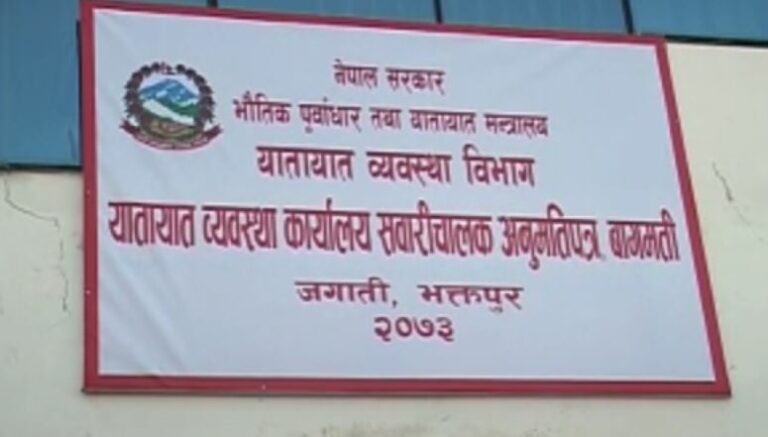 नेपाल सरकार
भौतिक पूर्वाधार तथा यातायात मन्त्रालय
यातायात व्यवस्था विभाग
यातायात व्यवस्था कार्यालय सवारीचालक अनुमतिपत्र, बागमती
जगाती, भक्तपुर
२०७३